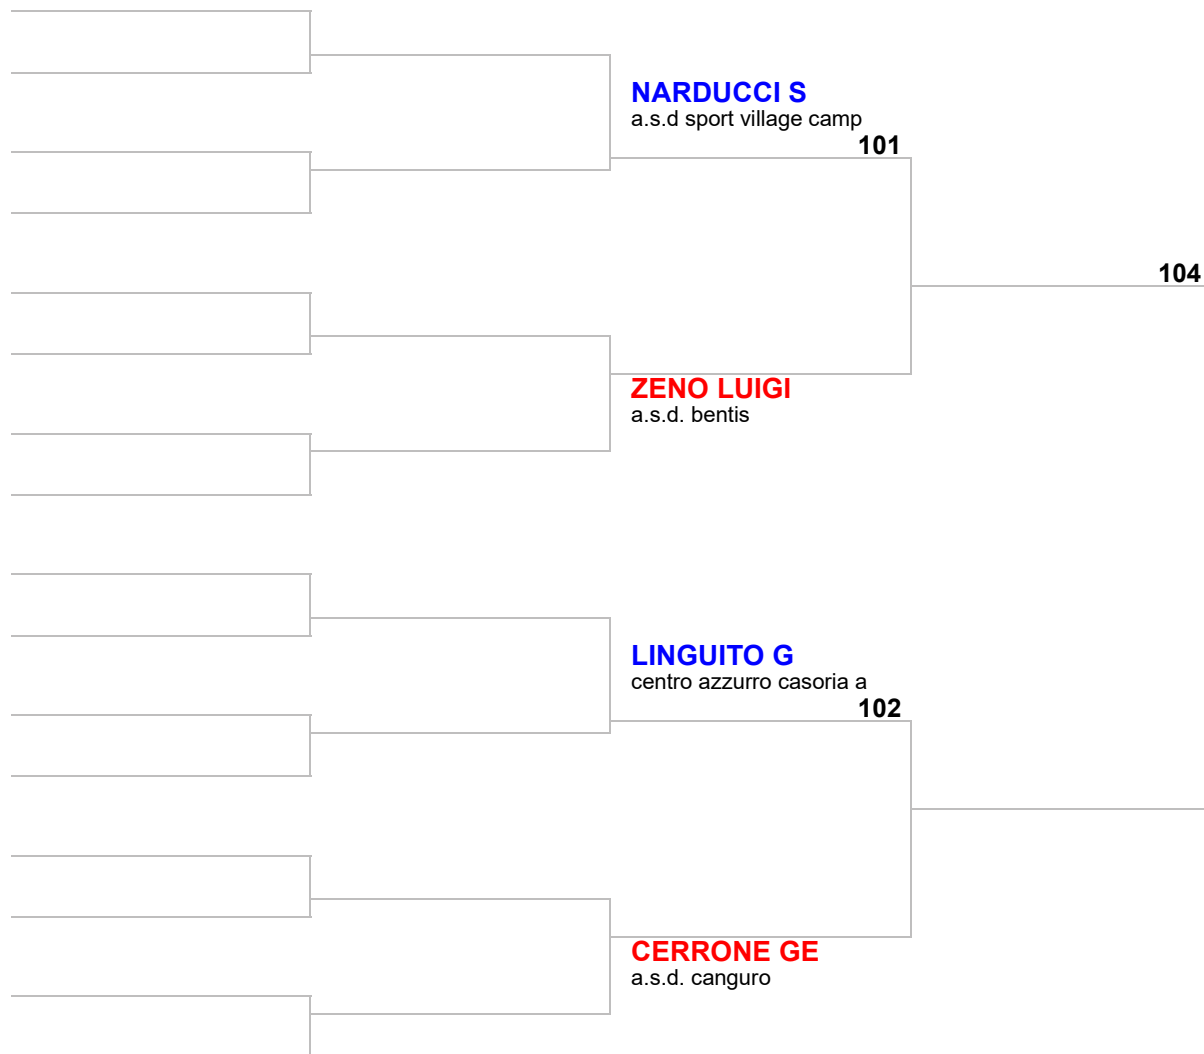 NARDUCCI S
a.s.d sport village camp
101
104
ZENO LUIGI
a.s.d. bentis
LINGUITO G
centro azzurro casoria a
102
CERRONE GE
a.s.d. canguro